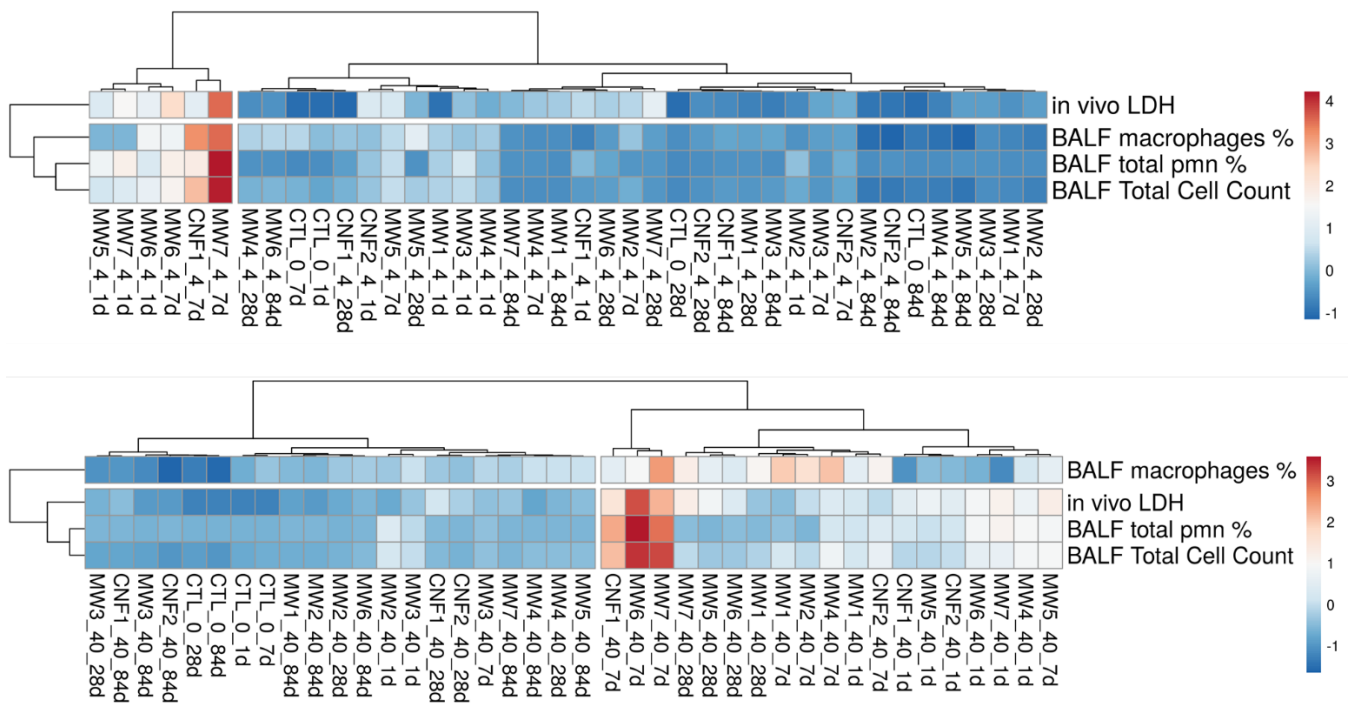 in vivo LDH
BALF macrophages %
BALF total pmn %
BALF Total Cell Count
MW5_4_1d
MW7_4_1d
MW6_4_1d
MW6_4_7d
CNF1_4_7d
MW7_4_7d
MW4_4_28d
MW6_4_84d
CTL_0_7d
CTL_0_1d
CNF1_4_28d
CNF2_4_1d
MW5_4_7d
MW5_4_28d
MW1_4_1d
MW3_4_1d
MW4_4_1d
MW7_4_84d
MW4_4_7d
MW1_4_84d
CNF1_4_1d
MW6_4_28d
MW2_4_7d
MW7_4_28d
CTL_0_28d
CNF2_4_28d
CNF1_4_84d
MW1_4_28d
MW3_4_84d
MW2_4_1d
MW3_4_7d
CNF2_4_7d
MW2_4_84d
CNF2_4_84d
CTL_0_84d
MW4_4_84d
MW5_4_84d
MW3_4_28d
MW1_4_7d
MW2_4_28d
4
3
2
1
0
-1
BALF macrophages %
in vivo LDH
BALF total pmn %
BALF Total Cell Count
MW3_40_28d
CNF1_40_84d
MW3_40_84d
CNF2_40_84d
CTL_0_28d
CTL_0_84d
CTL_0_1d
CTL_0_7d
MW1_40_84d
MW2_40_84d
MW2_40_28d
MW6_40_84d
MW2_40_1d
MW3_40_1d
CNF1_40_28d
CNF2_40_28d
MW3_40_7d
MW7_40_84d
MW4_40_28d
MW4_40_84d
MW5_40_84d
CNF1_40_7d
MW6_40_7d
MW7_40_7d
MW7_40_28d
MW5_40_28d
MW6_40_28d
MW1_40_28d
MW1_40_7d
MW2_40_7d
MW4_40_7d
MW1_40_1d
CNF2_40_7d
CNF1_40_1d
MW5_40_1d
CNF2_40_1d
MW6_40_1d
MW7_40_1d
MW4_40_1d
MW5_40_7d
3
2
1
0
-1